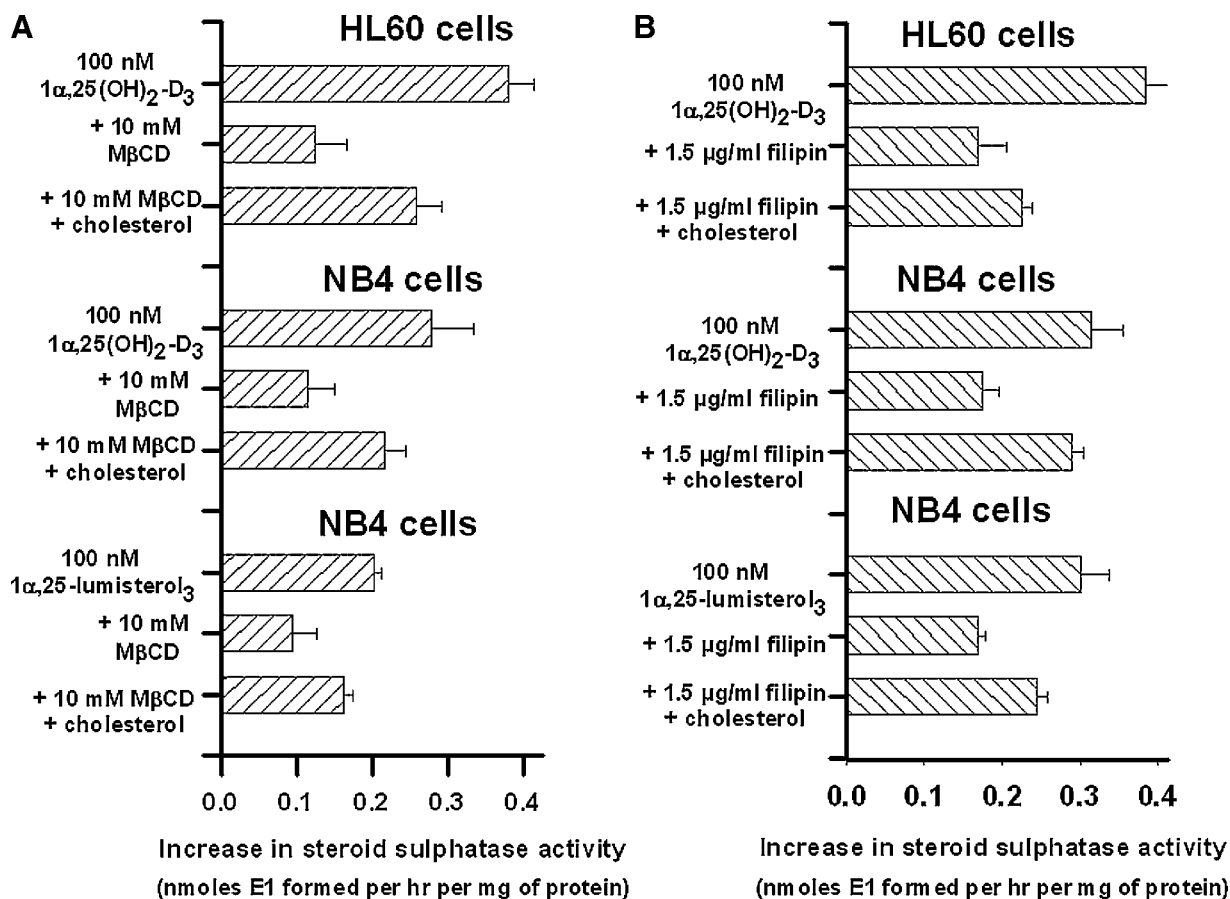 A
HL60 cells
100 nM
1α,25(OH)2-D3
+ 10 mM
MβCD
+ 10 mM MβCD
+ cholesterol
NB4 cells
100 nM
1α,25(OH)2-D3
+ 10 mM
MβCD
+ 10 mM MβCD
+ cholesterol
NB4 cells
100 nM
1α,25-lumisterol3
+ 10 mM
MβCD
+ 10 mM MβCD
+ cholesterol
0.0 0.1 0.2 0.3 0.4
Increase in steroid sulphatase activity
(nmoles E1 formed per hr per mg of protein)
B
HL60 cells
100 nM
1α,25(OH)2-D3
+ 1.5 µg/ml filipin
+ 1.5 µg/ml filipin
+ cholesterol
NB4 cells
100 nM
1α,25(OH)2-D3
+ 1.5 µg/ml filipin
+ 1.5 µg/ml filipin
+ cholesterol
NB4 cells
100 nM
1α,25-lumisterol3
+ 1.5 µg/ml filipin
+ 1.5 µg/ml filipin
+ cholesterol
0.0 0.1 0.2 0.3 0.4
Increase in steroid sulphatase activity
(nmoles E1 formed per hr per mg of protein)